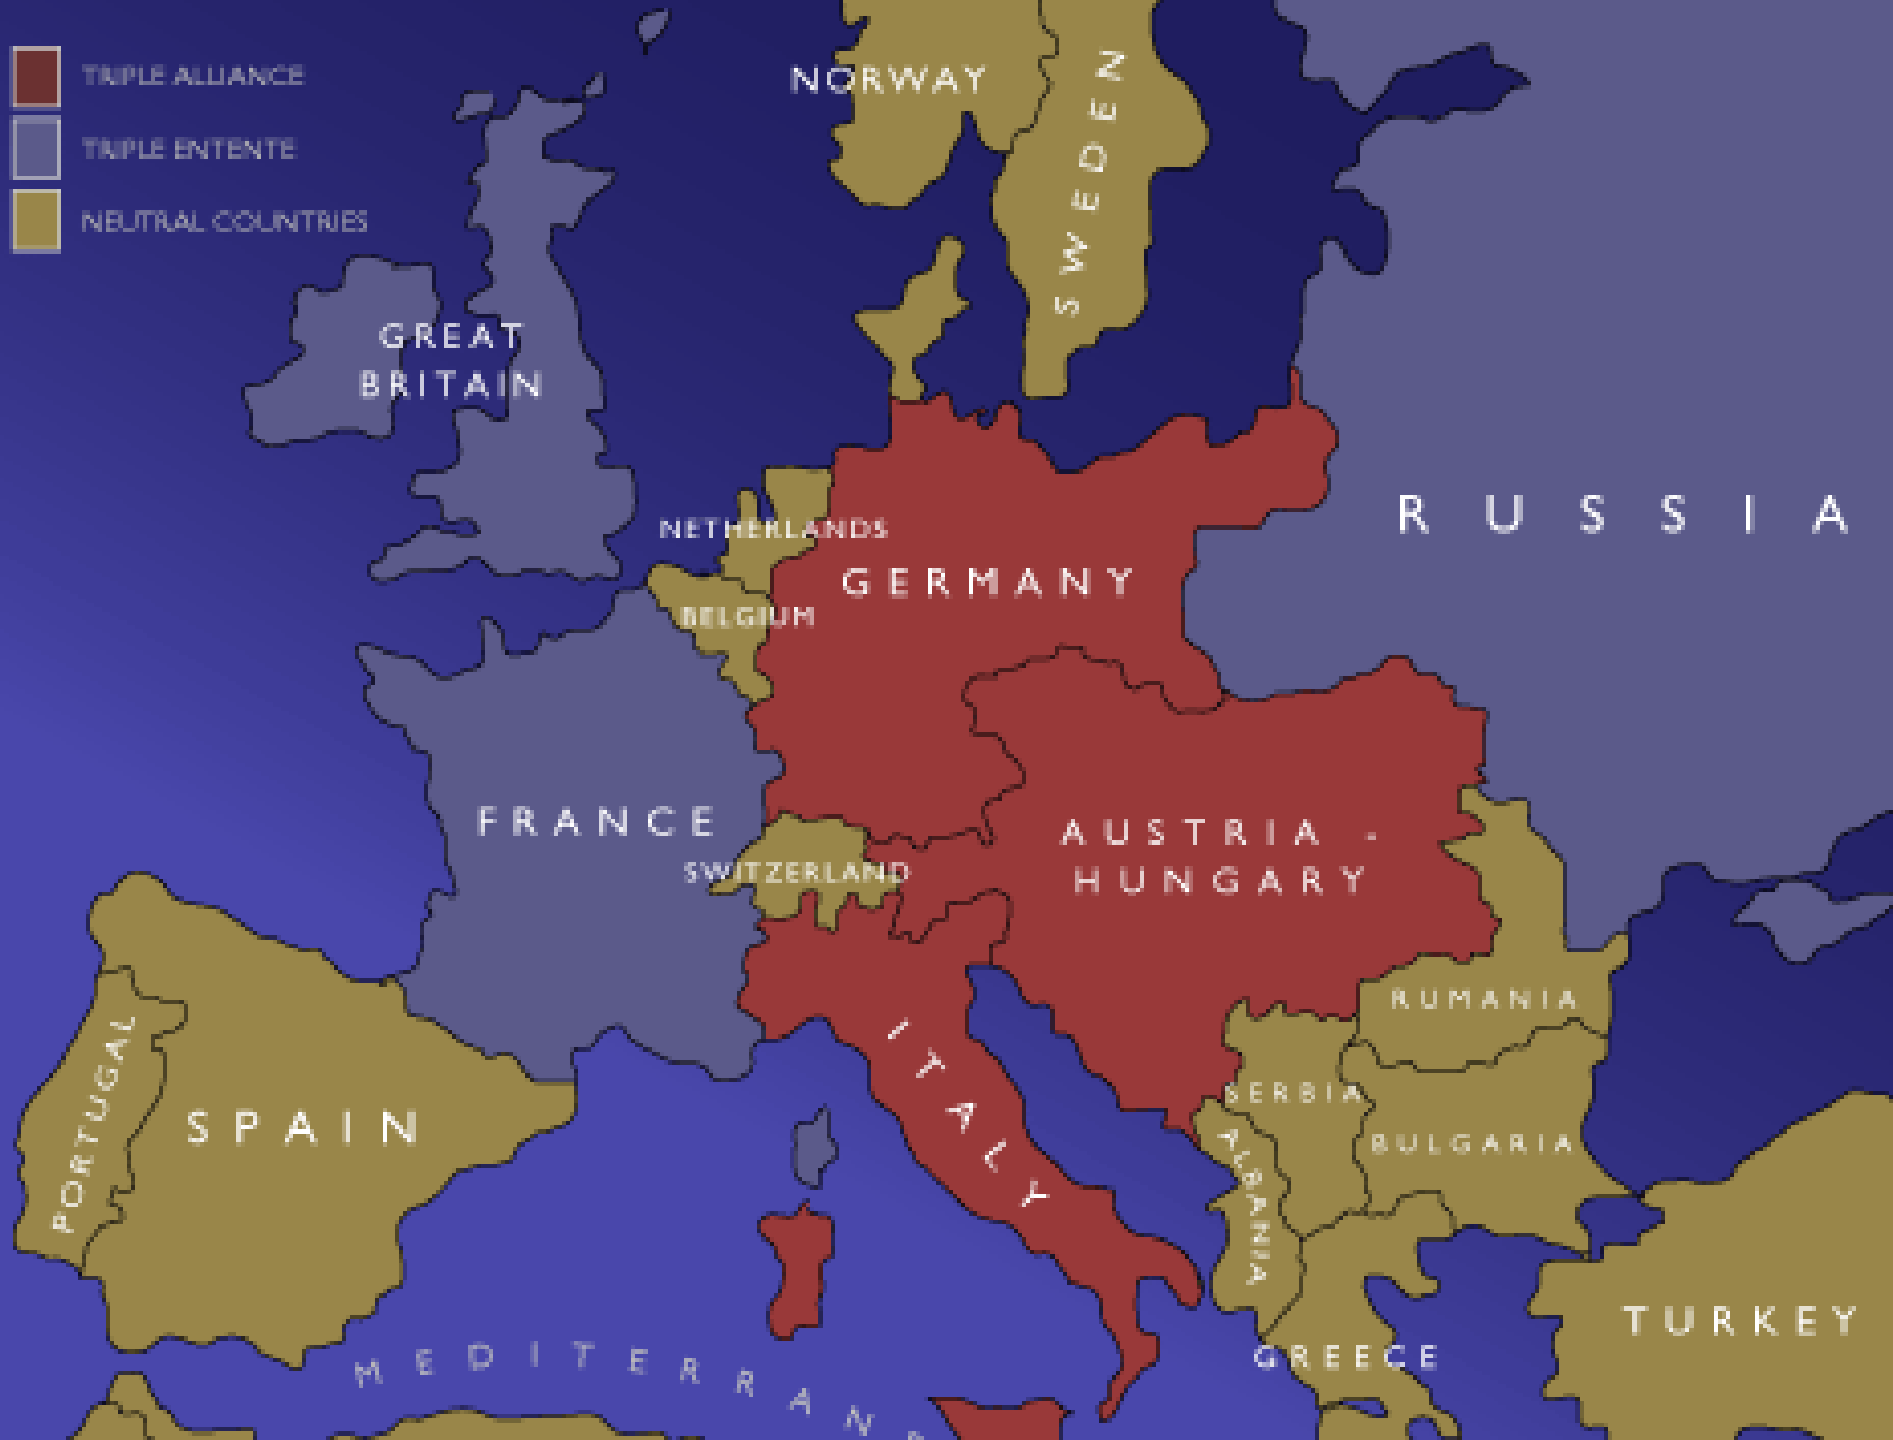 TRIPLE ALLIANCE
TRIPLE ENTENTE
NEUTRAL COUNTRIES
NORWAY
SWEDEN
GREAT
BRITAIN
NETHERLANDS
RUSSIA
GERMANY
BELGIUM
FRANCE
AUSTRIA -
HUNGARY
SWITZERLAND
RUMANIA
ITALY
SERBIA
PORTUGAL
SPAIN
BULGARIA
ALBANIA
TURKEY
GREECE
MEDITERRAN